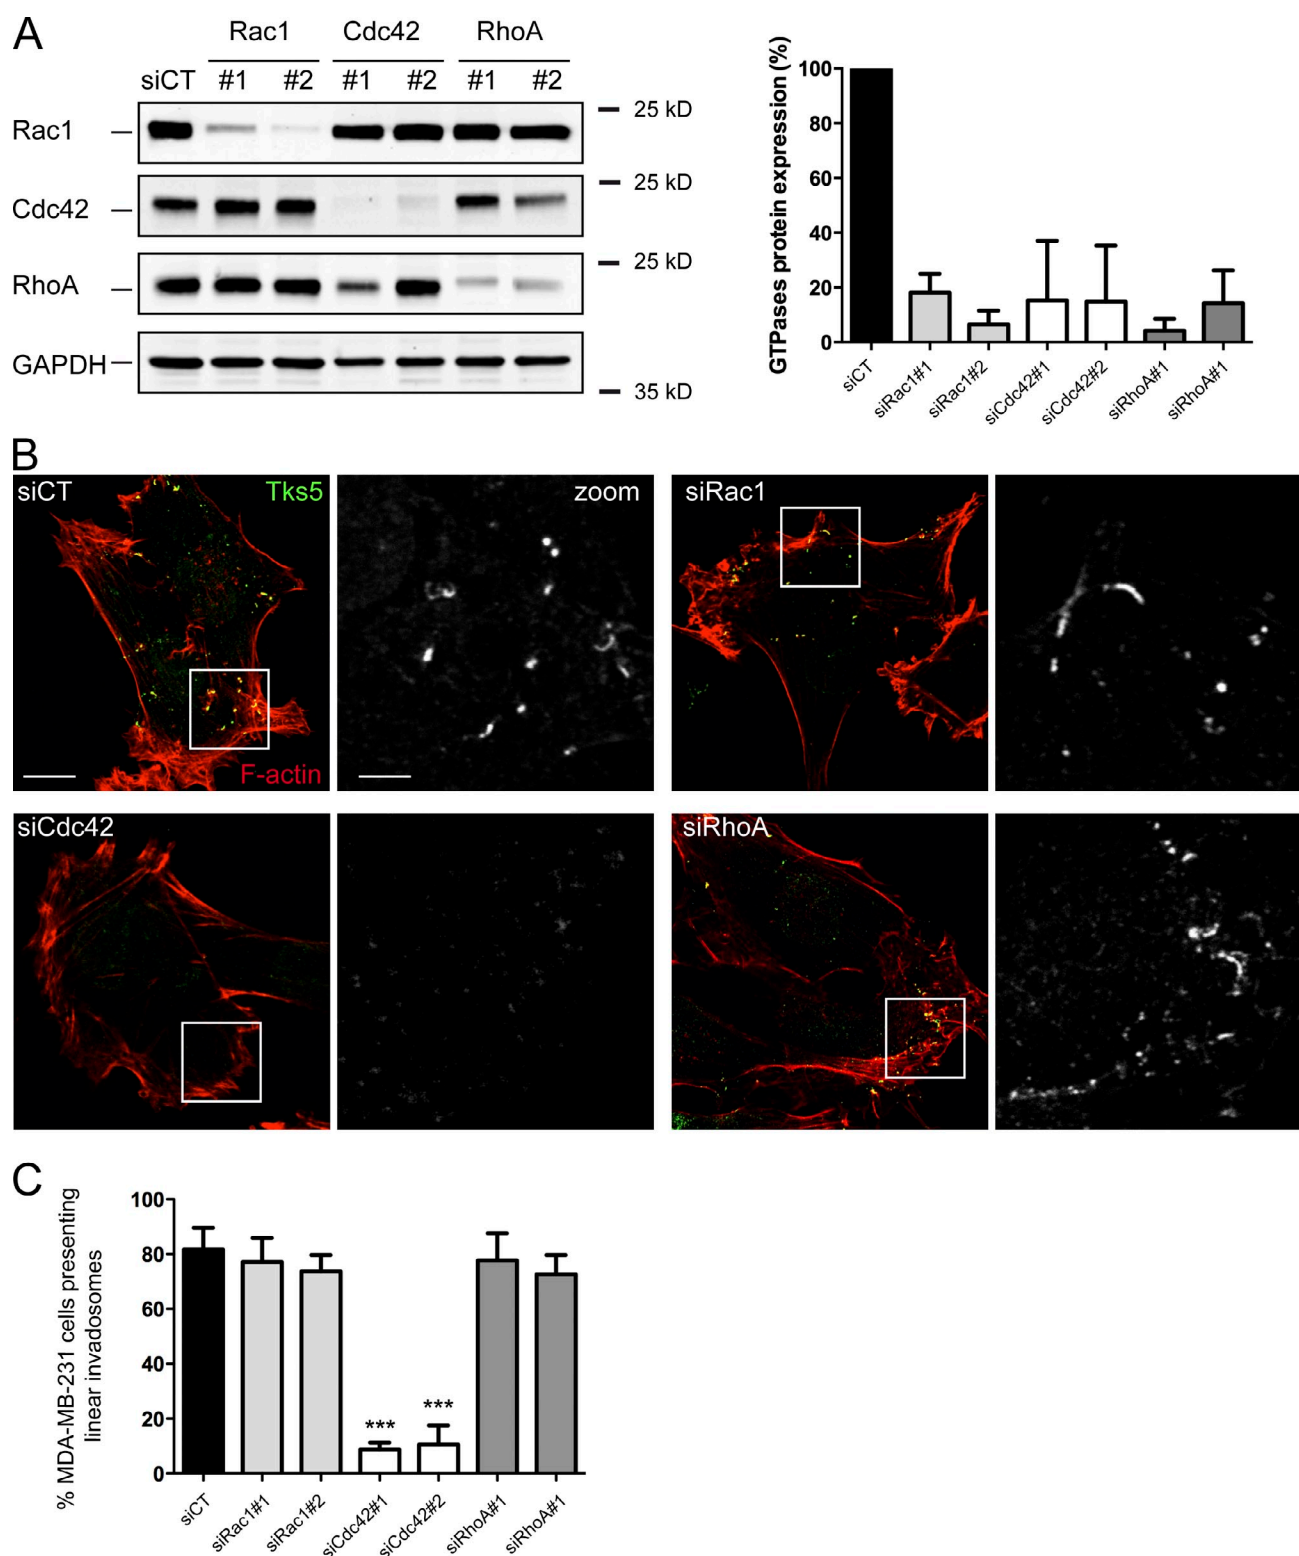 A
Rac1 Cdc42 RhoA
siCT #1 #2 #1 #2 #1 #2
Rac1
25 kD
Cdc42
25 kD
RhoA
25 kD
GAPDH
35 kD
GTPases protein expression (%)
100
80
60
40
20
0
siCT
siRac1#1
siRac1#2
siCdc42#1
siCdc42#2
siRhoA#1
siRhoA#1
B
siCT Tks5 zoom siRac1
F-actin
siCdc42 siRhoA
C
% MDA-MB-231 cells presenting
linear invadosomes
100
80
60
40
20
0
*** ***
siCT
siRac1#1
siRac1#2
siCdc42#1
siCdc42#2
siRhoA#1
siRhoA#1